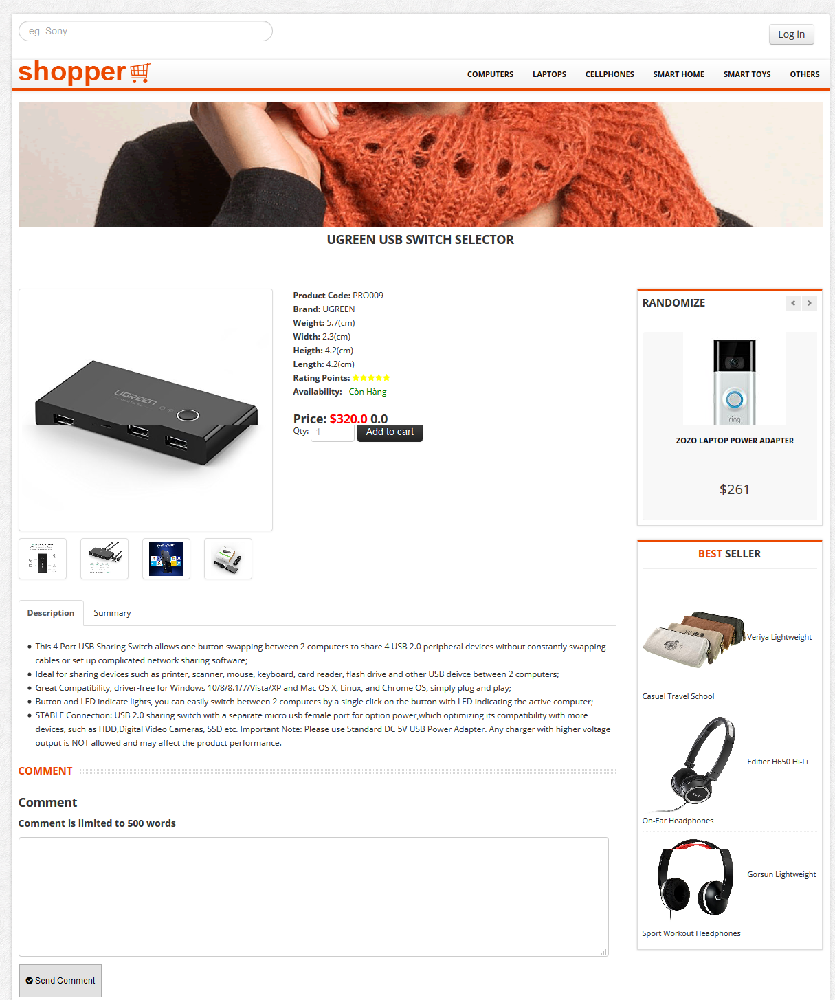 eg. Sony
Log in
shopper
COMPUTERS LAPTOPS CELLPHONES SMART HOME SMART TOYS OTHERS
UGREEN USB SWITCH SELECTOR
UGREEN
Product Code: PRO009
Brand: UGREEN
Weight: 5.7(cm)
Width: 2.3(cm)
Heigth: 4.2(cm)
Length: 4.2(cm)
Rating Points:
Availability: - Còn Hàng
Price: $320.0 0.0
Qty: 1 Add to cart
Description Summary
This 4 Port USB Sharing Switch allows one button swapping between 2 computers to share 4 USB 2.0 peripheral devices without constantly swapping
cables or set up complicated network sharing software;
Ideal for sharing devices such as printer, scanner, mouse, keyboard, card reader, flash drive and other USB deivce between 2 computers;
Great Compatibility, driver-free for Windows 10/8/8.1/7/Vista/XP and Mac OS X, Linux, and Chrome OS, simply plug and play;
Button and LED indicate lights, you can easily switch between 2 computers by a single click on the button with LED indicating the active computer;
STABLE Connection: USB 2.0 sharing switch with a separate micro usb female port for option power,which optimizing its compatibility with more
devices, such as HDD,Digital Video Cameras, SSD etc. Important Note: Please use Standard DC 5V USB Power Adapter. Any charger with higher voltage
output is NOT allowed and may affect the product performance.
COMMENT
Comment
Comment is limited to 500 words
Send Comment
RANDOMIZE
ring
ZOZO LAPTOP POWER ADAPTER
$261
BEST SELLER
Veriya Lightweight
Casual Travel School
Edifier H650 Hi-Fi
On-Ear Headphones
Gorsun Lightweight
Sport Workout Headphones